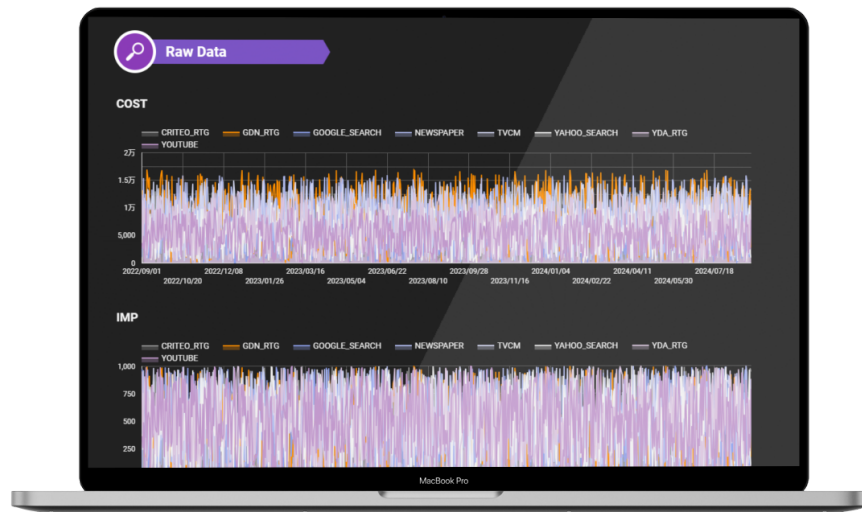 Raw Data
COST
CRITEO_RTG GDN_RTG GOOGLE_SEARCH NEWSPAPER TVCM YAHOO_SEARCH YDA_RTG
YOUTUBE
2万
1.5万
1万
5,000
0
2022/09/01 2022/12/08 2023/03/16 2023/06/22 2023/09/28 2024/01/04 2024/04/11 2024/07/18
2022/10/20 2023/01/26 2023/05/04 2023/08/10 2023/11/16 2024/02/22 2024/05/30
IMP
CRITEO_RTG GDN_RTG GOOGLE_SEARCH NEWSPAPER TVCM YAHOO_SEARCH YDA_RTG
YOUTUBE
1,000
750
500
250
MacBook Pro